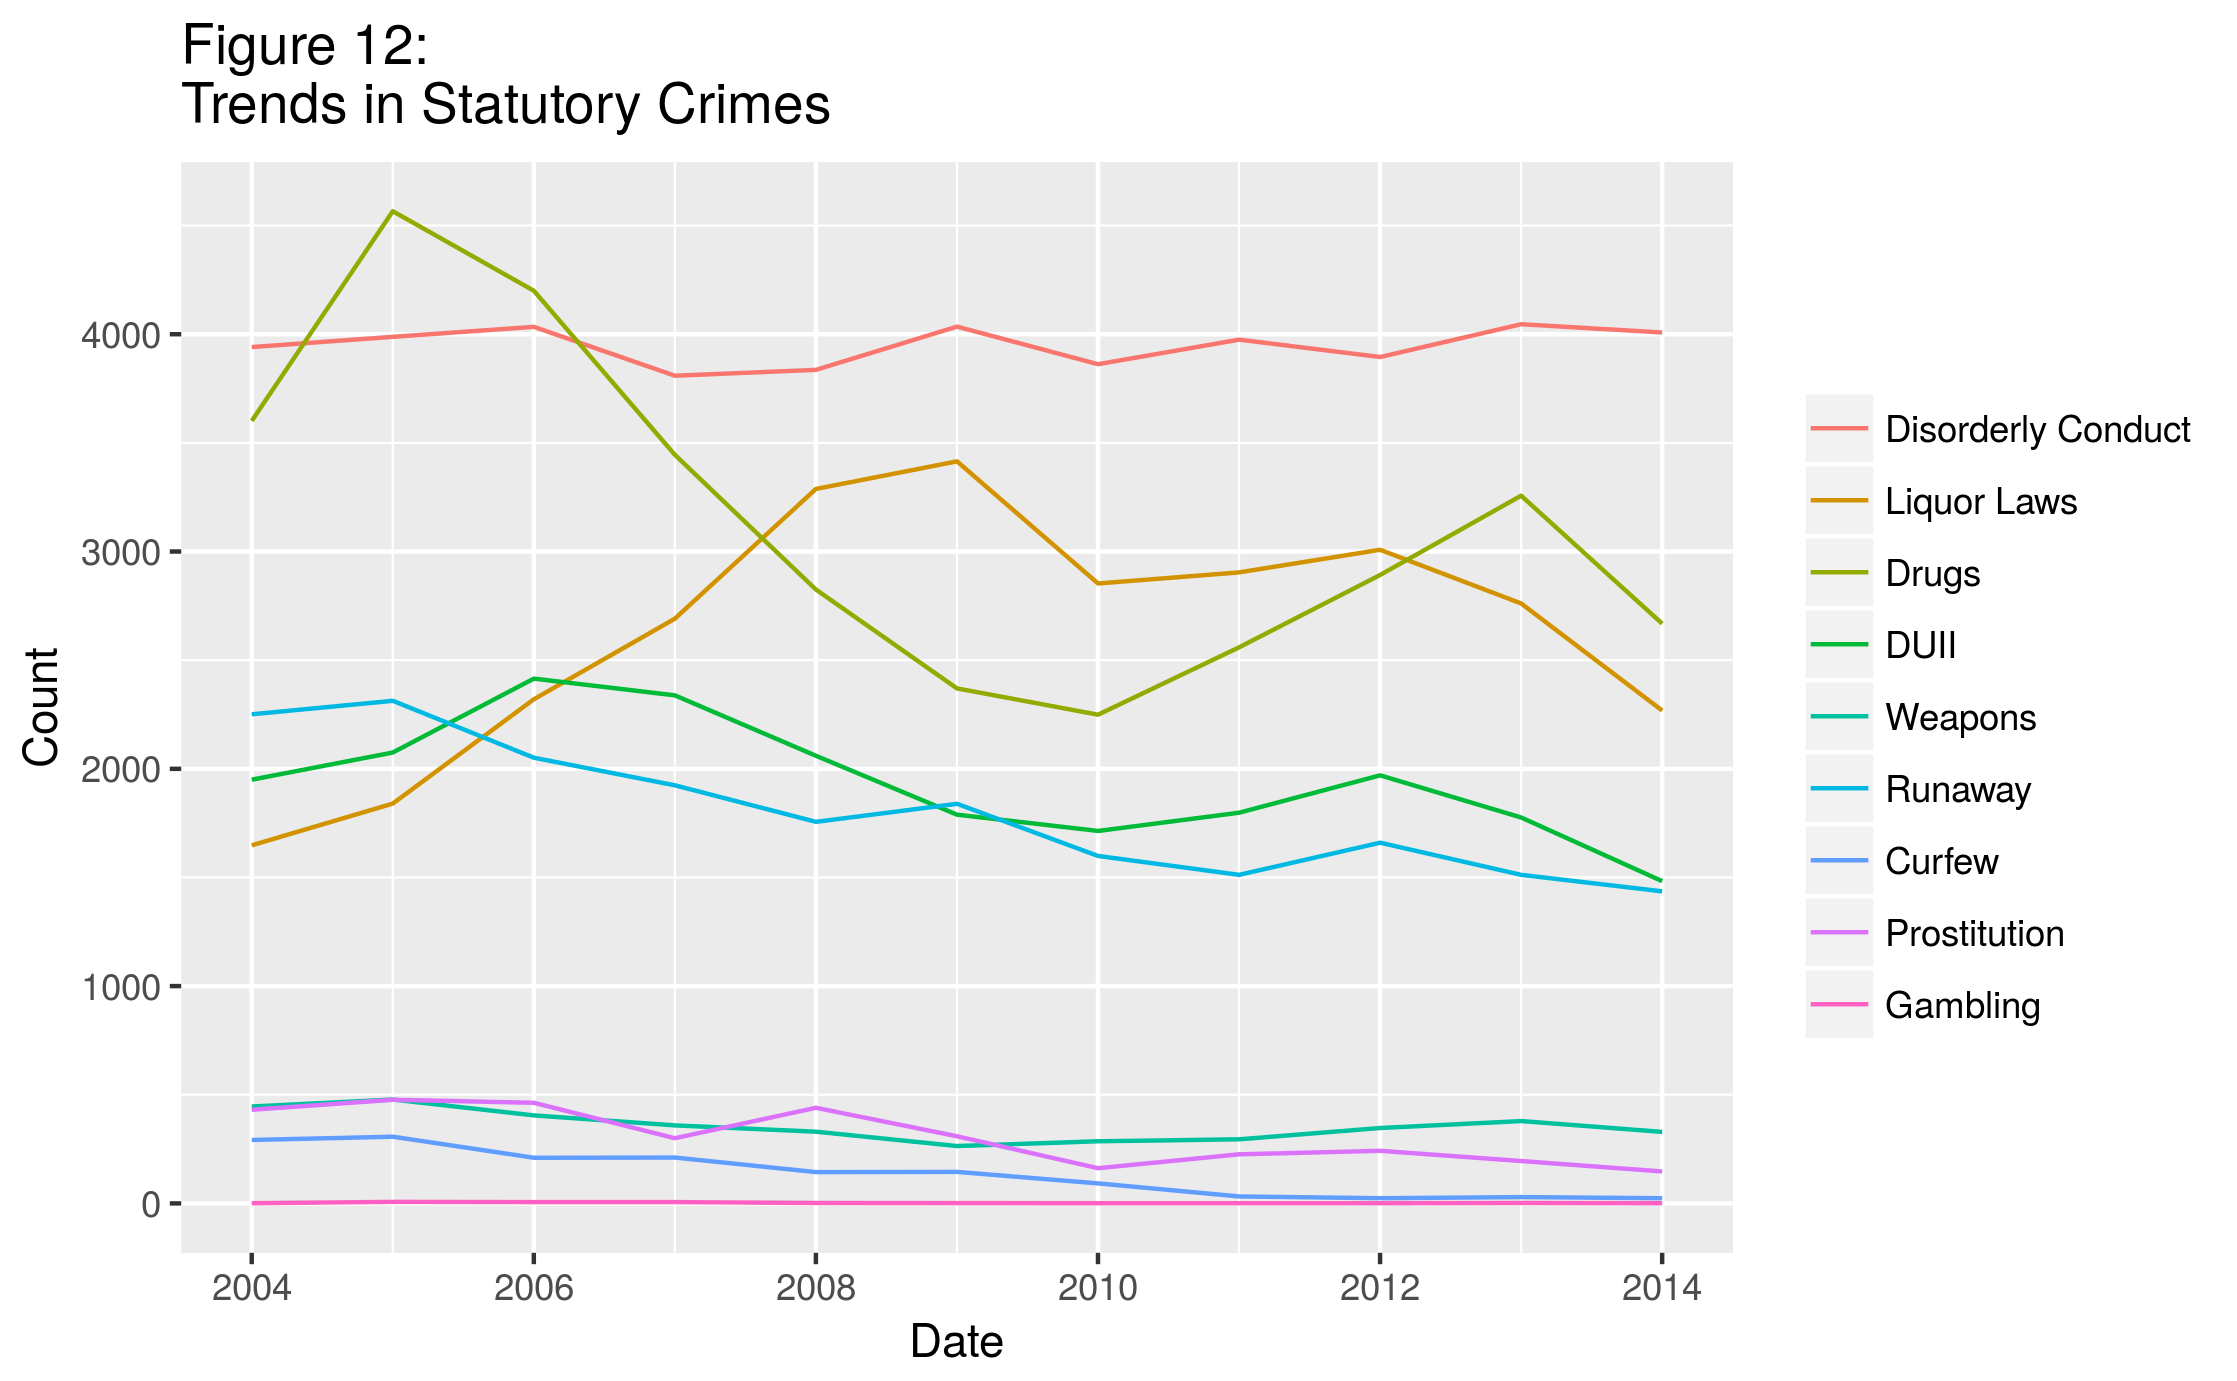 Figure 12:
Trends in Statutory Crimes
Count
4000
3000
2000
1000
0
2004 2006 2008 2010 2012 2014
Date
Disorderly Conduct
Liquor Laws
Drugs
DUII
Weapons
Runaway
Curfew
Prostitution
Gambling